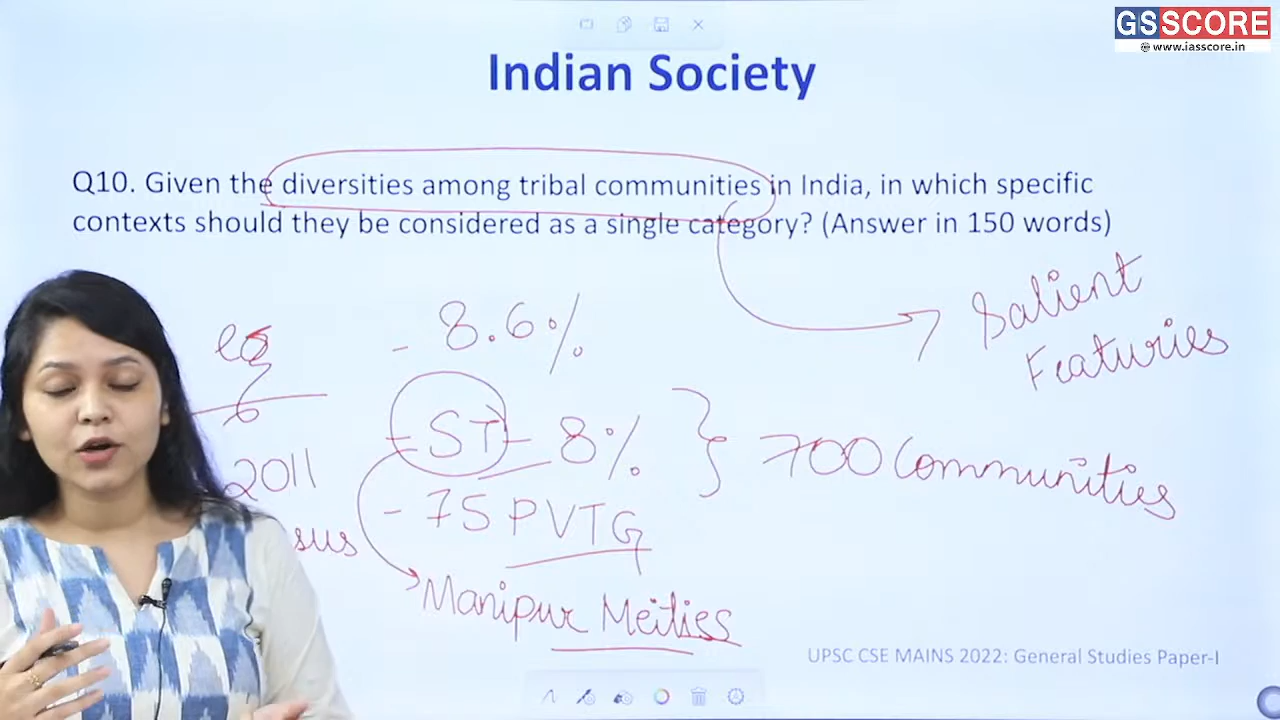 GSSCORE
www.iasscore.in
Indian Society
Q10. Given the diversities among tribal communities in India, in which specific
contexts should they be considered as a single category? (Answer in 150 words)
Salient
Featuries
- 8.6%
- ST - 8%
700 Communities
2011
sus
- 75 PVTG
Manipur Meities
UPSC CSE MAINS 2022: General Studies Paper-I